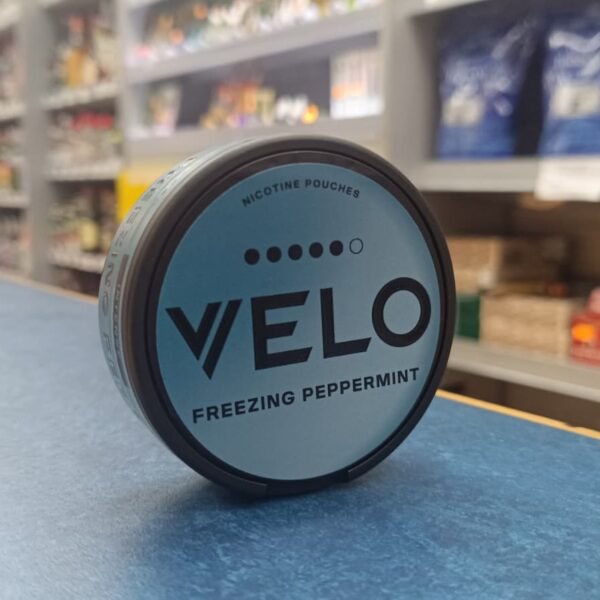 NICOTINE POUCHES
VELO
FREEZING PEPPERMINT